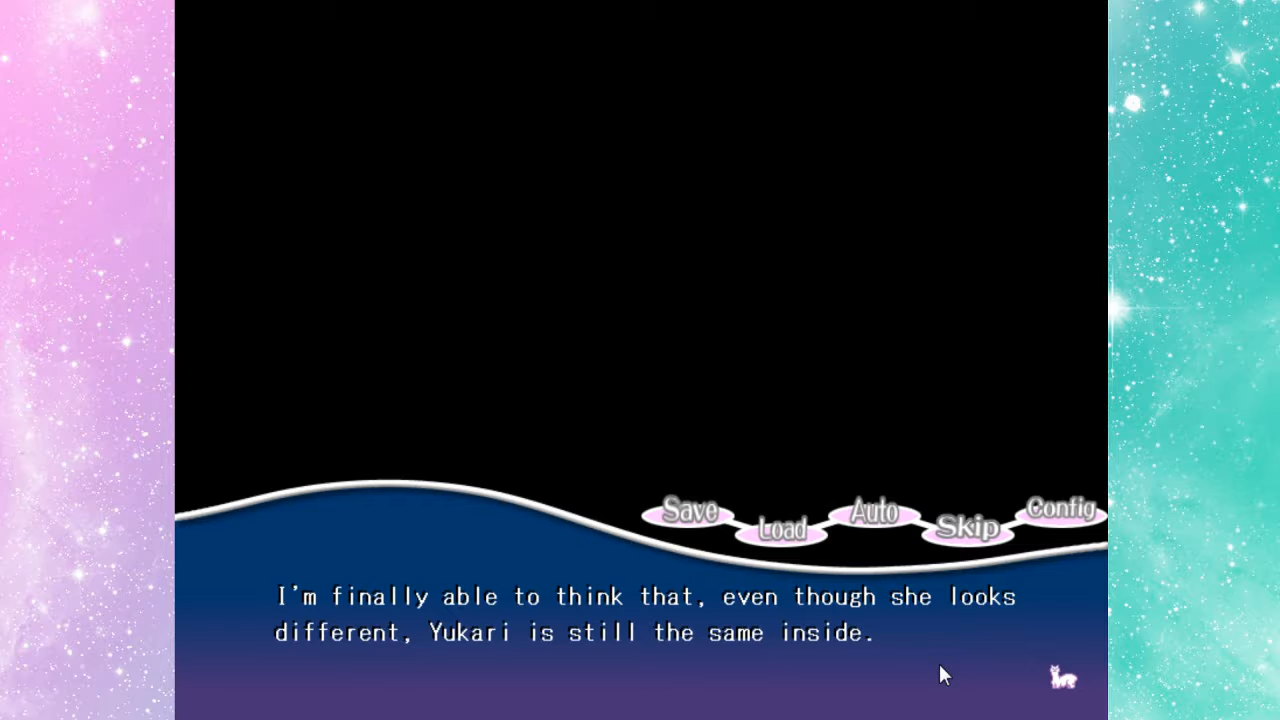 Save
Load
Auto
Skip
Config
I'm finally able to think that, even though she looks
different, Yukari is still the same inside.